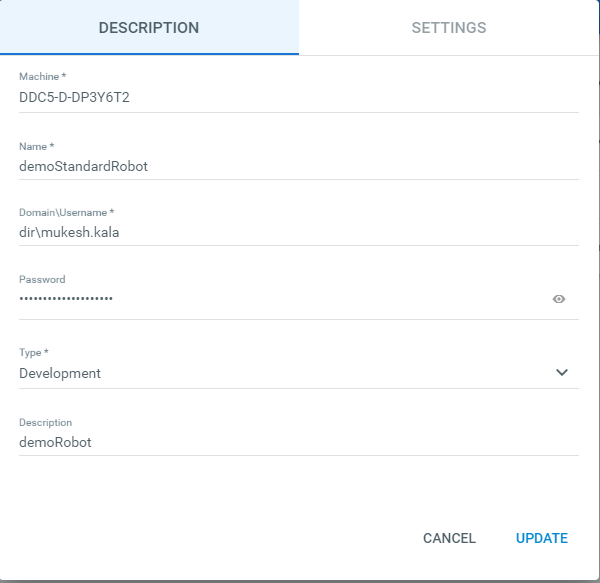 DESCRIPTION SETTINGS
Machine *
DDC5-D-DP3Y6T2
Name *
demoStandardRobot
Domain\Username *
dir\mukesh.kala
Password
••••••••••••••••••••
Type *
Development
Description
demoRobot
CANCEL UPDATE